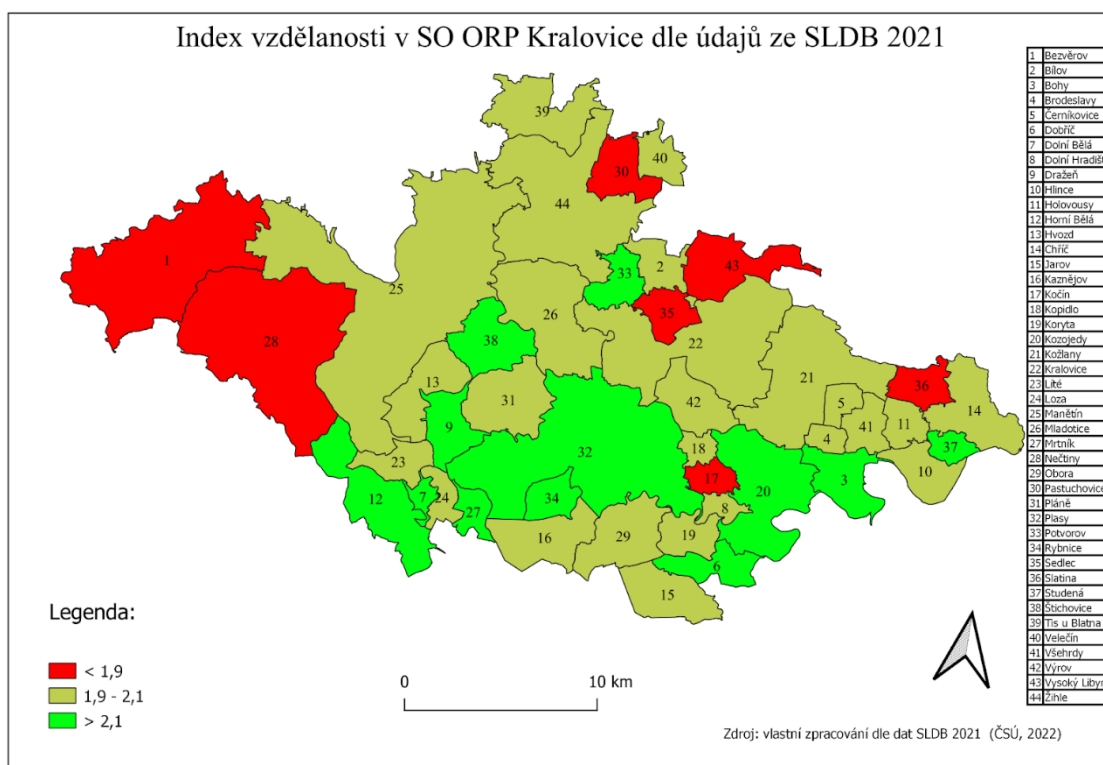 Index vzdělanosti v SO ORP Kralovice dle údajů ze SLDB 2021
39
40
30
44
1
33
2
43
25
35
28
26
22
38
21
36
13
31
42
5
14
9
41
11
4
37
18
32
23
10
17
3
12
7
24
34
20
27
8
16
29
19
6
15
Legenda:
< 1,9
1,9 - 2,1
> 2,1
0 10 km
Zdroj: vlastní zpracování dle dat SLDB 2021 (ČSÚ, 2022)
1 Bezvěrov
2 Bílov
3 Bohy
4 Brodeslavy
5 Černíkovice
6 Dobříč
7 Dolní Bělá
8 Dolní Hradišt
9 Dražeň
10 Hlince
11 Holovousy
12 Horní Bělá
13 Hvozd
14 Chříč
15 Jarov
16 Kaznějov
17 Kočín
18 Kopidlo
19 Koryta
20 Kozojedy
21 Kožlany
22 Kralovice
23 Líté
24 Loza
25 Manětín
26 Mladotice
27 Mrtník
28 Nečtiny
29 Obora
30 Pastuchovice
31 Pláně
32 Plasy
33 Potvorov
34 Rybnice
35 Sedlec
36 Slatina
37 Studená
38 Štichovice
39 Tis u Blatna
40 Velečín
41 Všehrdy
42 Výrov
43 Vysoký Libyn
44 Žihle